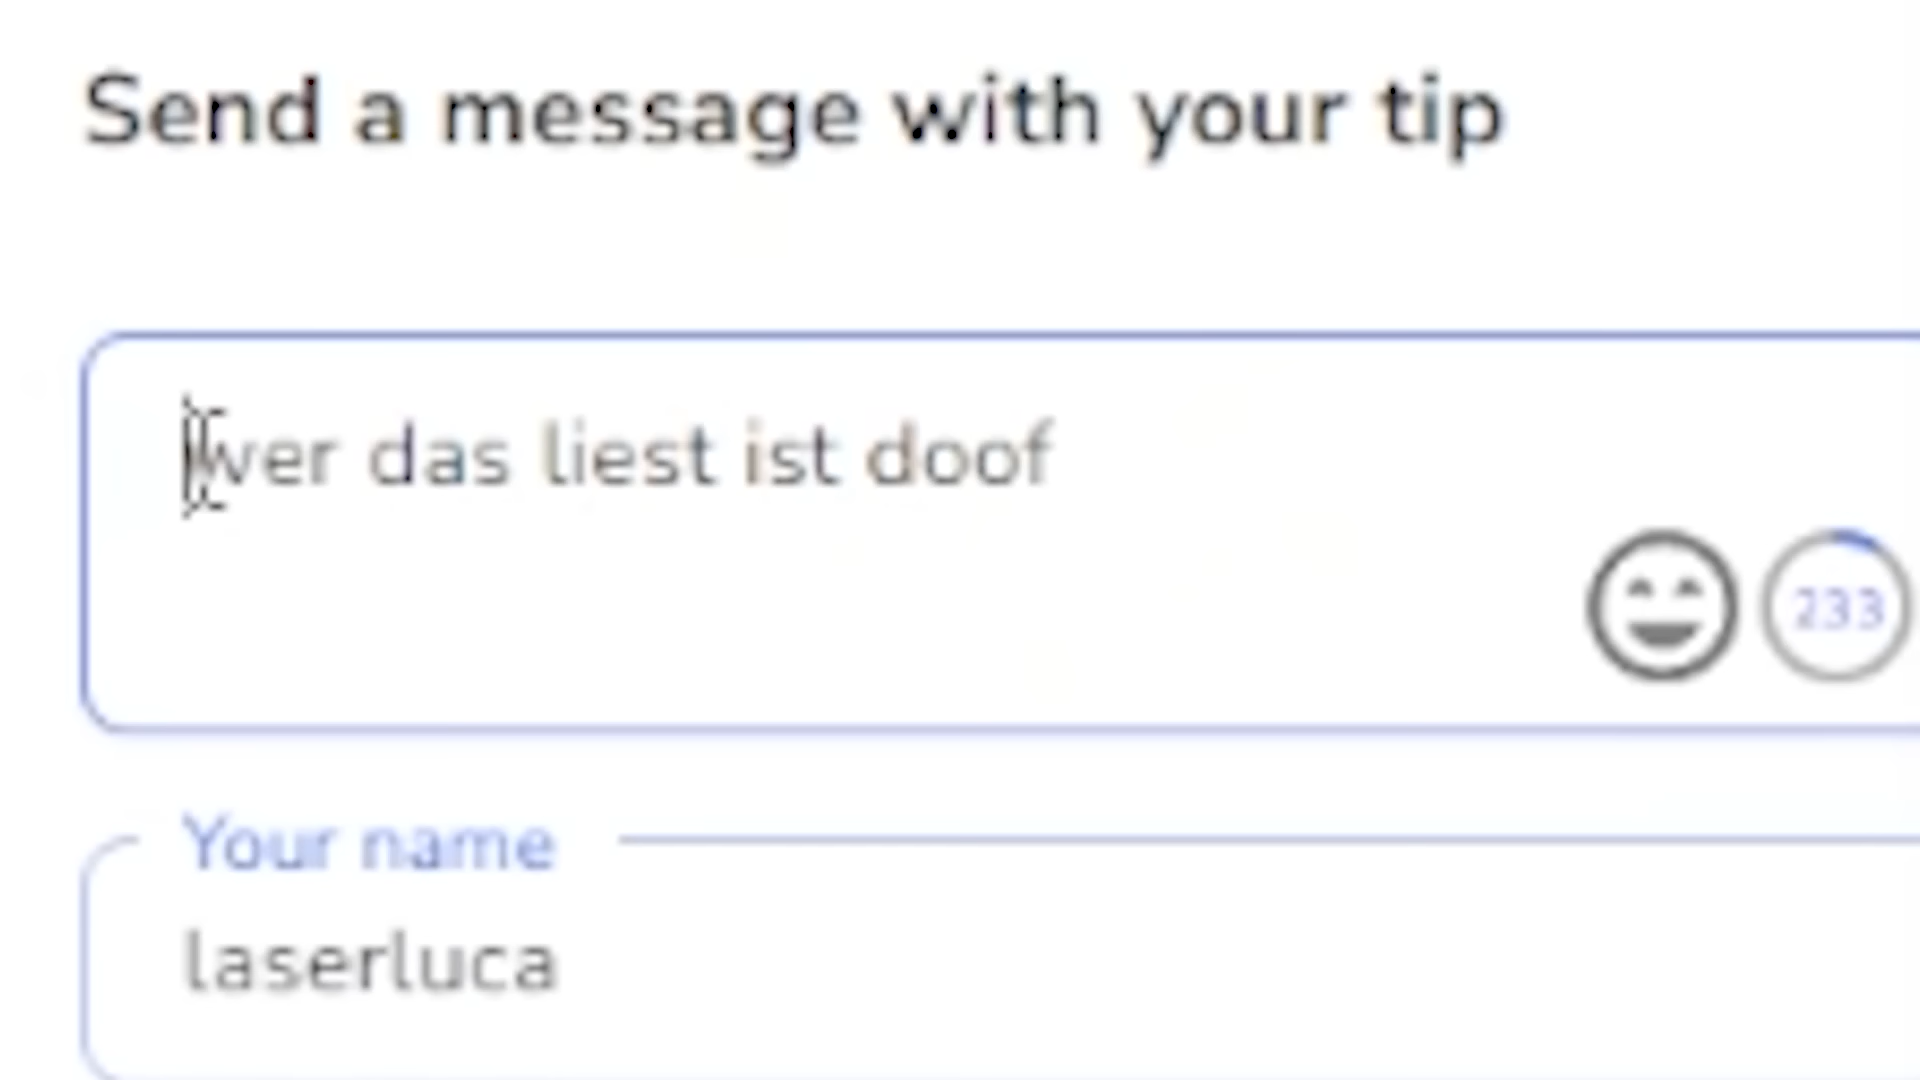 Send a message with your tip
wer das liest ist doof
233
Your name
laserluca